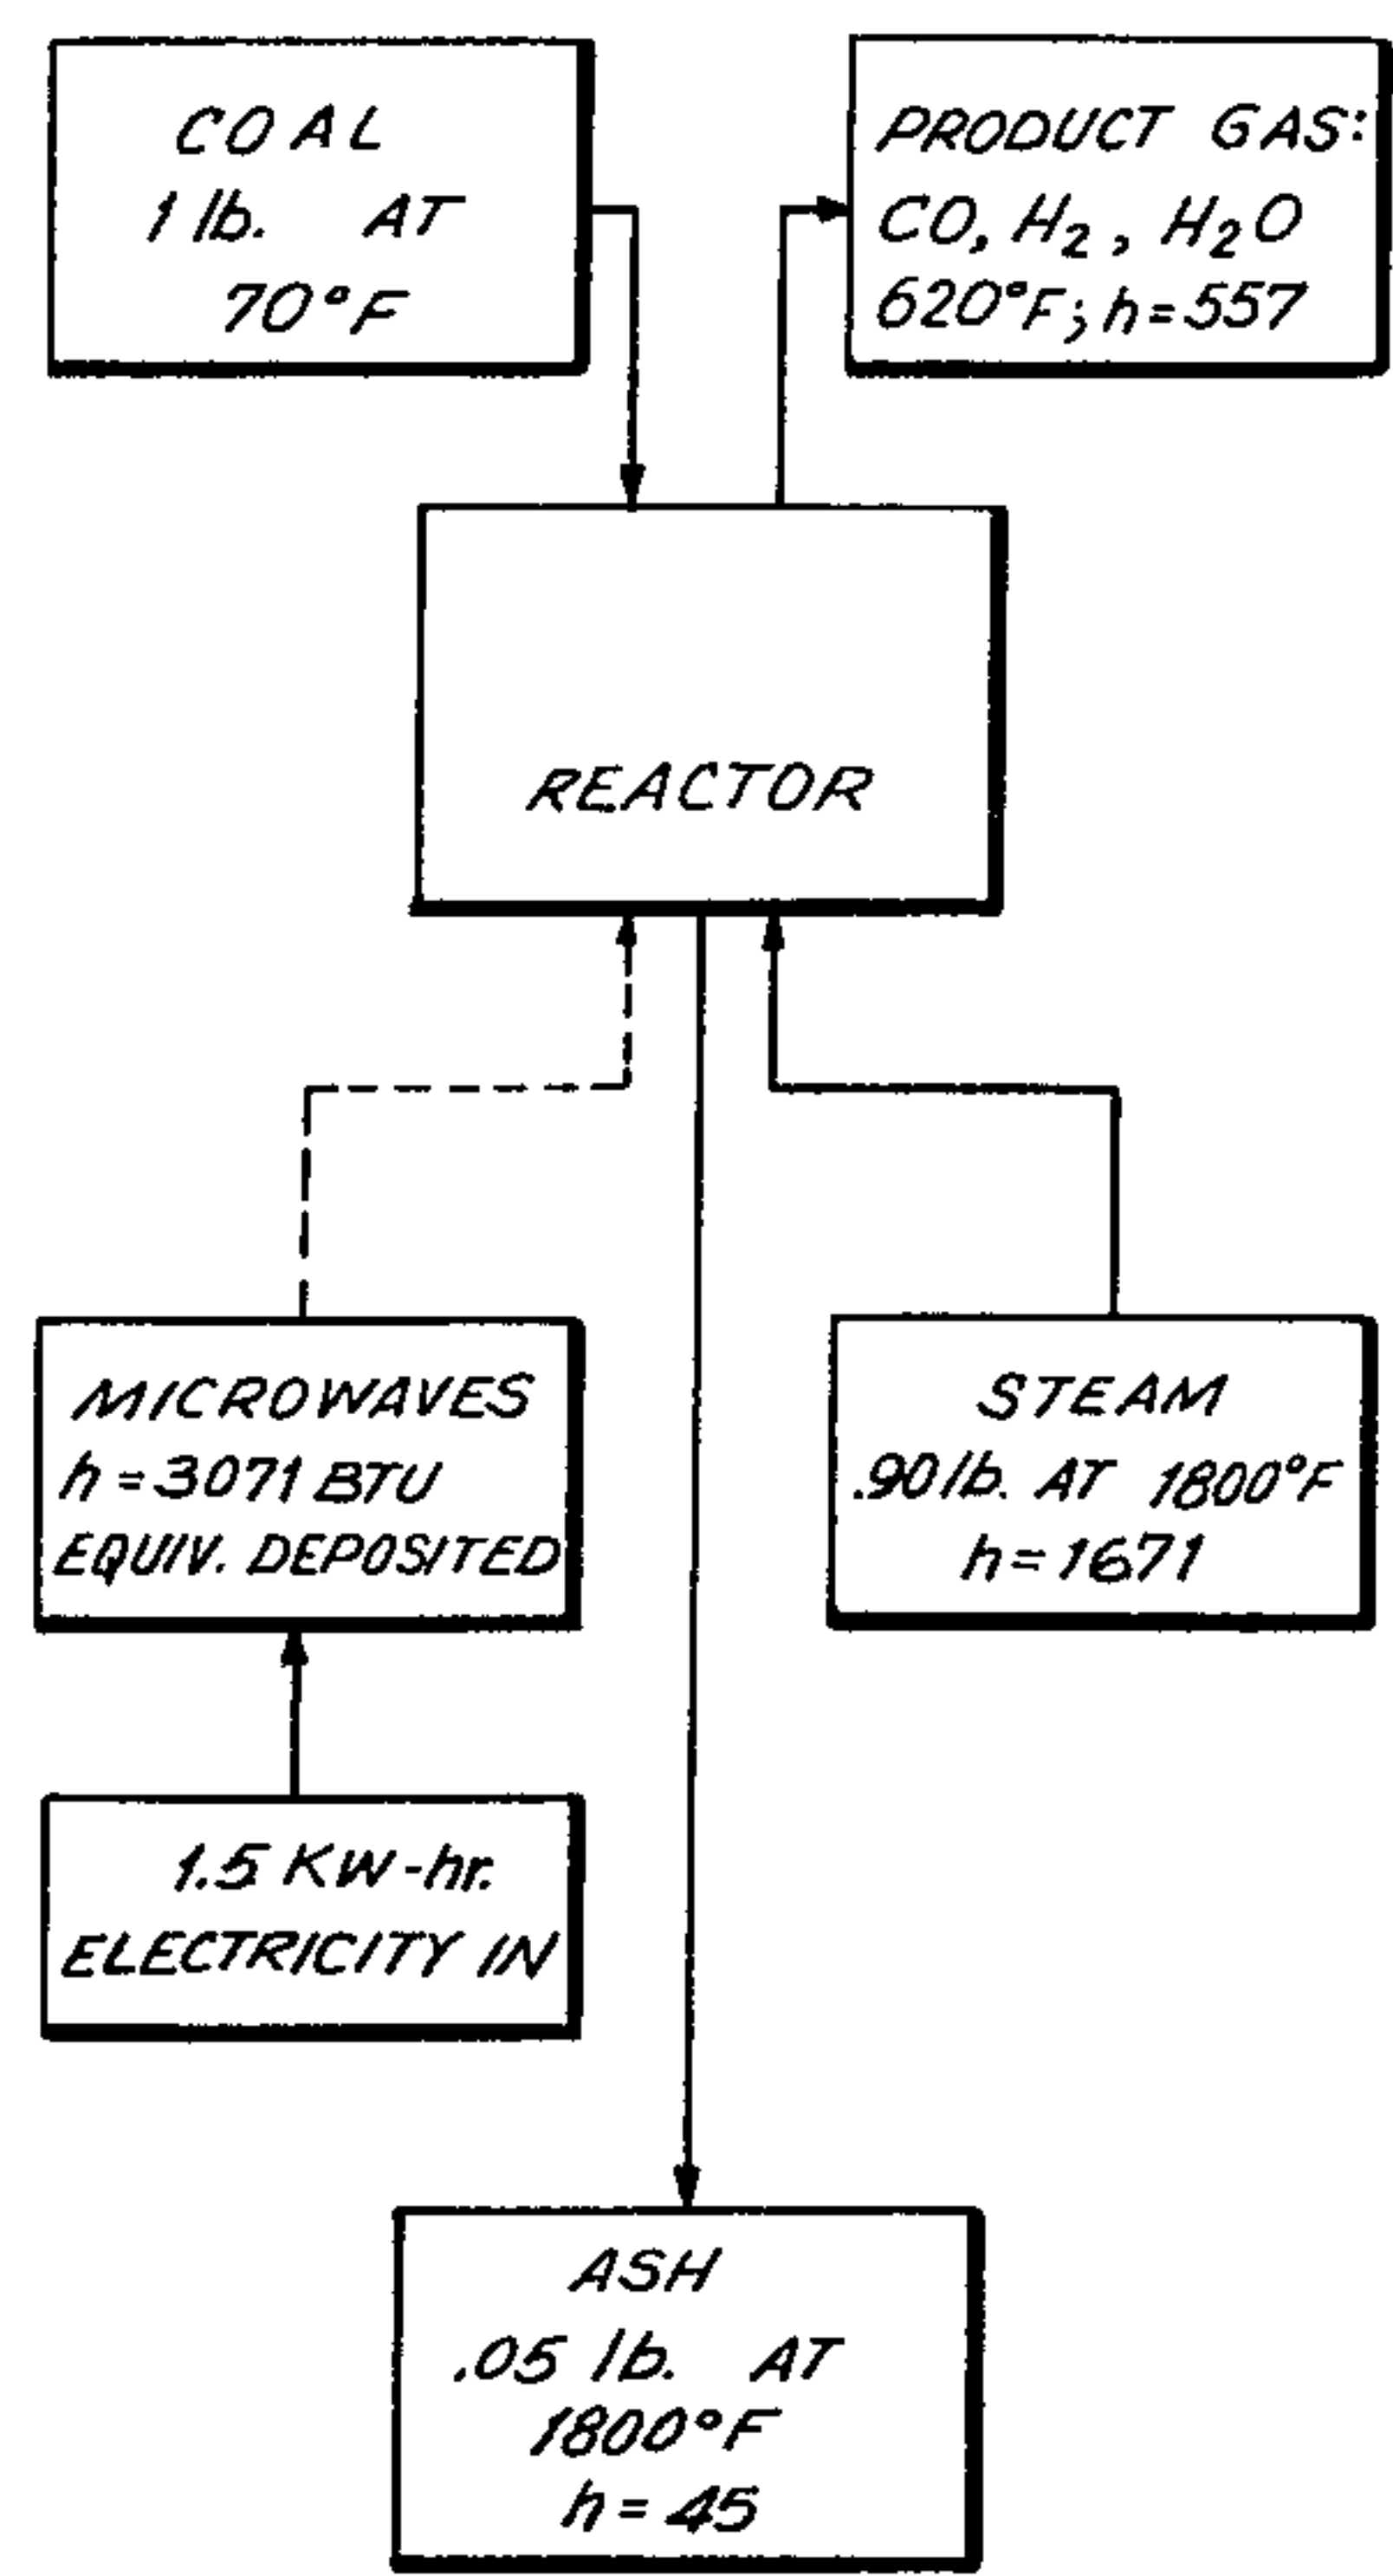 COAL
1 lb. AT
70°F
PRODUCT GAS:
CO, H₂, H₂O
620°F; h=557
REACTOR
MICROWAVES
h=3071 BTU
EQUIV. DEPOSITED
STEAM
.90 lb. AT 1800°F
h=1671
1.5 KW-hr.
ELECTRICITY IN
ASH
.05 lb. AT
1800°F
h=45